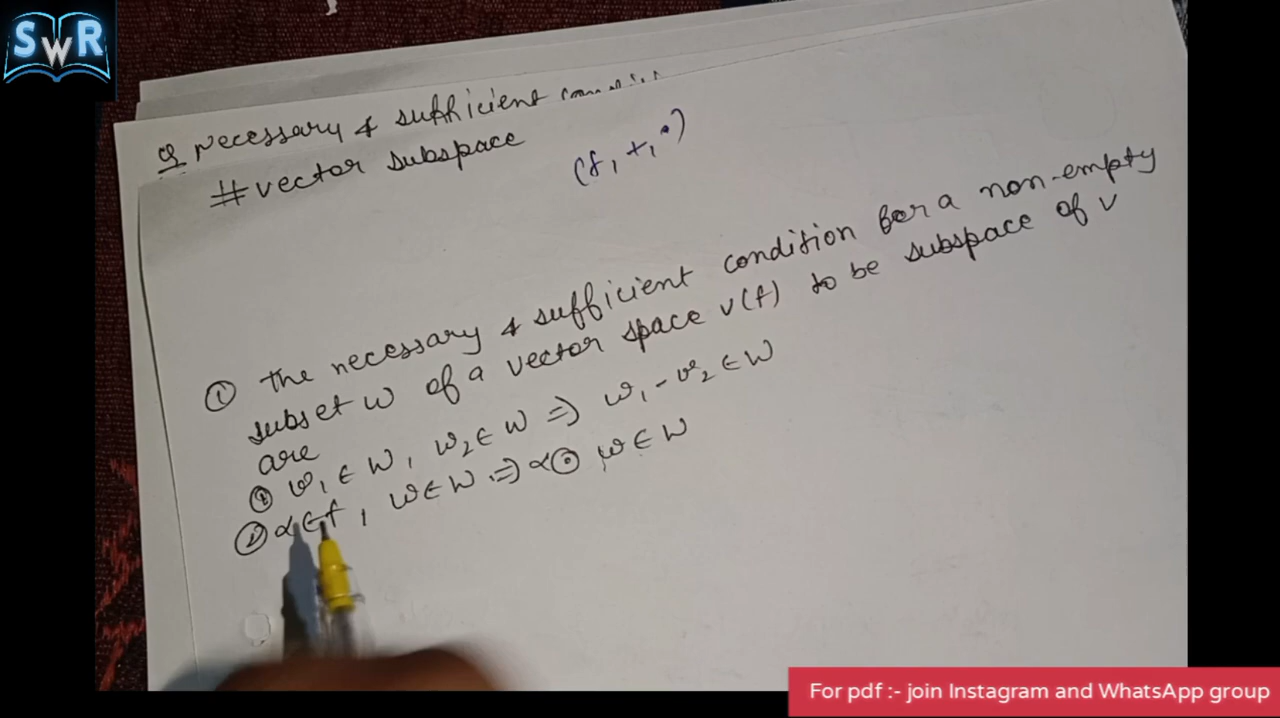 SWR
Q Necessary & sufficient
# vector subspace
(f, +, •)
① The necessary & sufficient condition for a non-empty
subset W of a vector space V(f) to be subspace of V
are
① w₁ ∈ W, w₂ ∈ W ⇒ w₁ - w₂ ∈ W
② α ∈ f, w ∈ W ⇒ α ⊙ w ∈ W
For pdf :- join Instagram and WhatsApp group